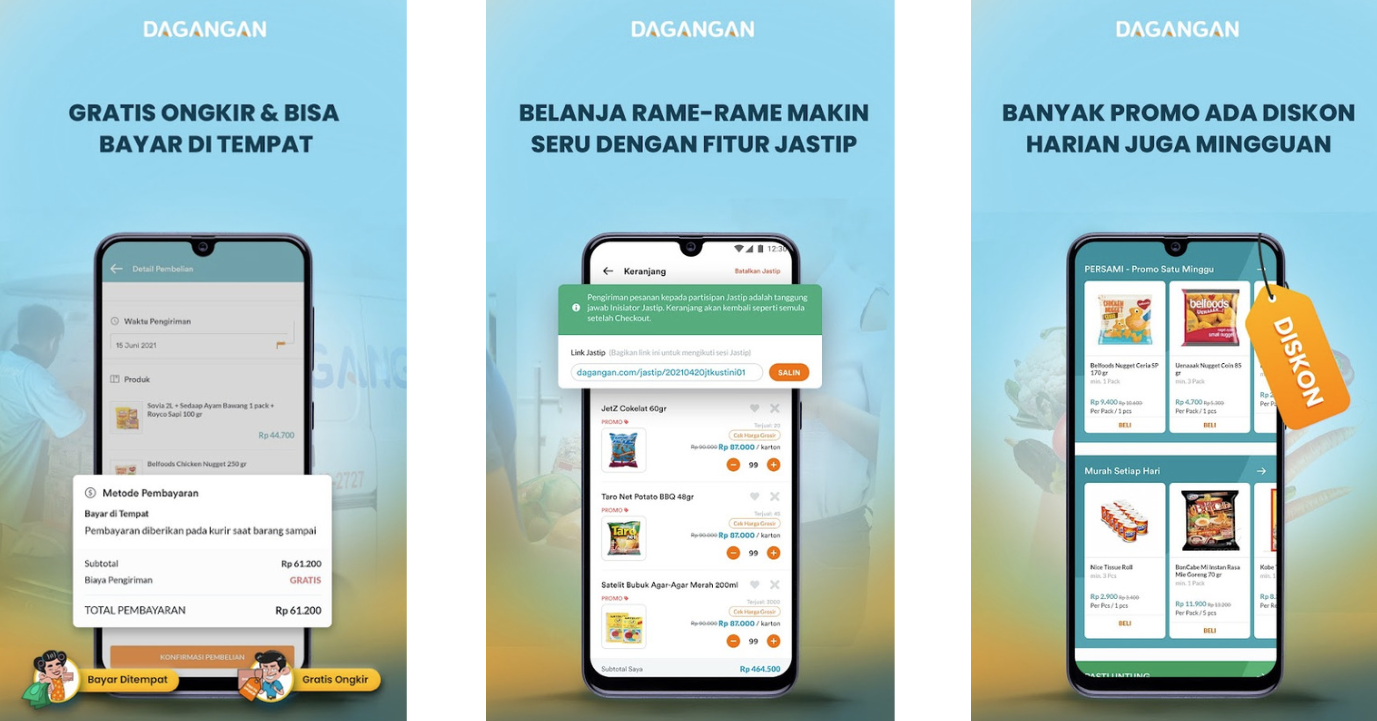 DAGANGAN
GRATIS ONGKIR & BISA
BAYAR DI TEMPAT
Detail Pembelian
Waktu Pengiriman
15 Juni 2021
Produk
Sovia 2L + Sedaap Ayam Bawang 1 pack +
Royco Sapi 100 gr
Rp 44.700
Belfoods Chicken Nugget 250 gr
Metode Pembayaran
Bayar di Tempat
Pembayaran diberikan pada kurir saat barang sampai
Subtotal Rp 61.200
Biaya Pengiriman GRATIS
TOTAL PEMBAYARAN Rp 61.200
KONFIRMASI PEMBELIAN
Bayar Ditempat
Gratis Ongkir
DAGANGAN
BELANJA RAME-RAME MAKIN
SERU DENGAN FITUR JASTIP
12:30
Keranjang Batalkan Jastip
Pengiriman pesanan kepada partisipan Jastip adalah tanggung
jawab Inisiator Jastip. Keranjang akan kembali seperti semula
setelah Checkout.
Link Jastip (Bagikan link ini untuk mengikuti sesi Jastip)
dagangan.com/jastip/20210420jtkustini01 SALIN
JetZ Cokelat 60gr
PROMO
Terjual: 20
Cek Harga Grosir
Rp 90.000 Rp 87.000 / karton
99
Taro Net Potato BBQ 48gr
PROMO
Terjual: 40
Cek Harga Grosir
Rp 90.000 Rp 87.000 / karton
Taro
99
Satelit Bubuk Agar-Agar Merah 200ml
PROMO
Terjual: 2000
Cek Harga Grosir
Rp 90.000 Rp 87.000 / karton
99
Subtotal Saya Rp 464.500
DAGANGAN
BANYAK PROMO ADA DISKON
HARIAN JUGA MINGGUAN
PERSAMI - Promo Satu Minggu
DISKON
CHICKEN
NUGGET
belfoods
Uenaaak
Belfoods Nugget Ceria SP
170 gr
min. 1 Pack
Rp 9.400 Rp 10.600
Per Pack / 1 pcs
BELI
Uenaaak Nugget Coin 85
gr
min. 3 Pack
Rp 4.700 Rp 5.200
Per Pack / 1 pcs
BELI
Murah Setiap Hari
Nice Tissue Roll
min. 3 Pcs
Rp 2.900 Rp 3.400
Per Pcs / 1 pcs
BELI
BonCabe Mi Instan Rasa
Mie Goreng 70 gr
min. 1 Pack
Rp 11.900 Rp 13.500
Per Pack / 5 pcs
BELI
Kobe
Rp 8.
PASTI UNTUNG